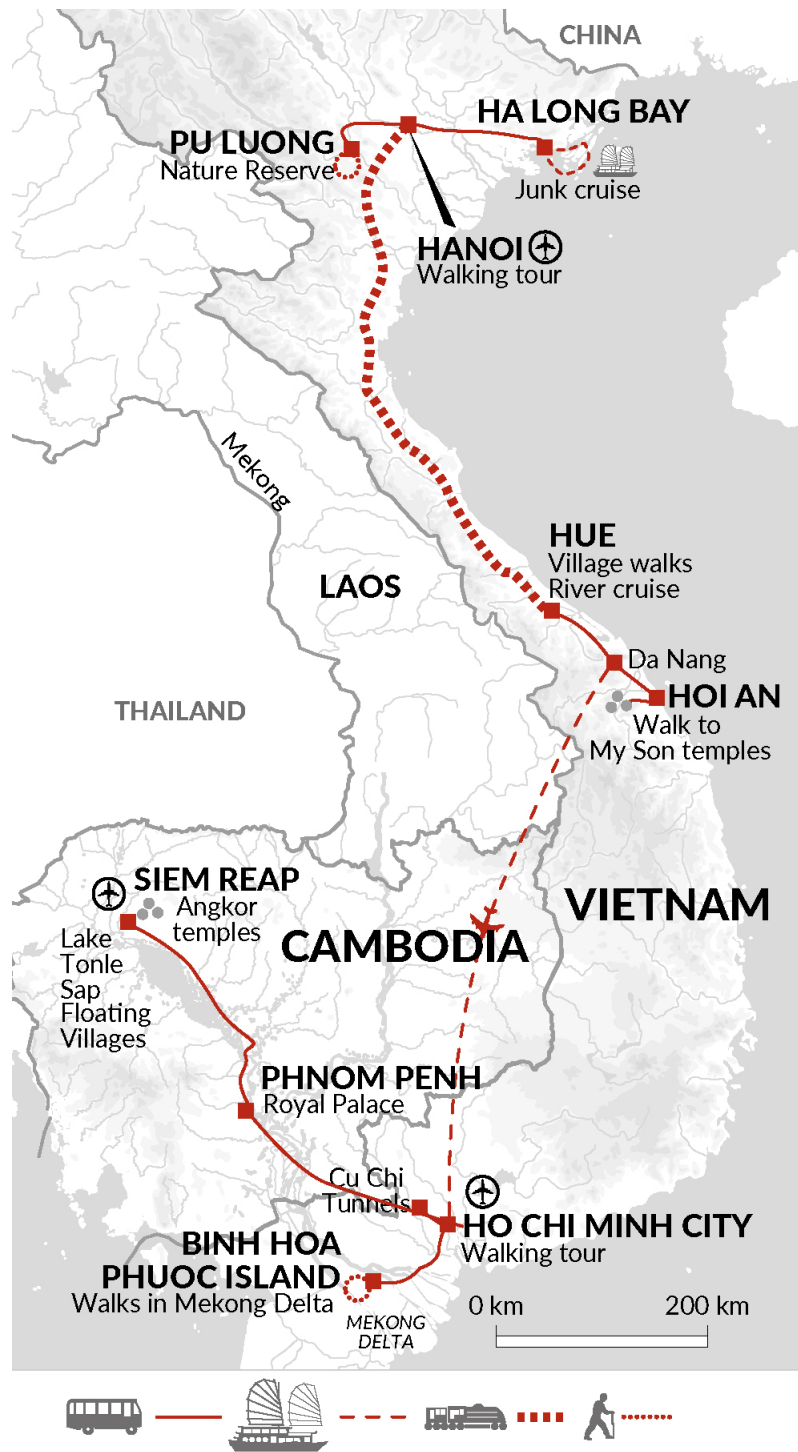 CHINA
HA LONG BAY
PU LUONG
Nature Reserve
Junk cruise
HANOI
Walking tour
Mekong
HUE
Village walks
River cruise
LAOS
Da Nang
THAILAND
HOI AN
Walk to
My Son temples
SIEM REAP
Angkor
temples
VIETNAM
CAMBODIA
Lake
Tonle
Sap
Floating
Villages
PHNOM PENH
Royal Palace
Cu Chi
Tunnels
HO CHI MINH CITY
Walking tour
BINH HOA
PHUOC ISLAND
Walks in Mekong Delta
MEKONG
DELTA
0 km
200 km